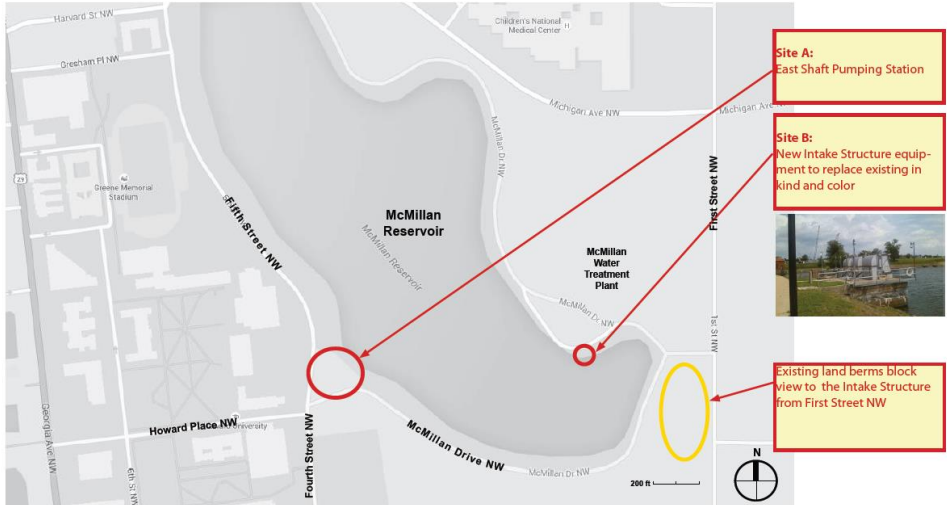 Harvard St NW
Gresham Pl NW
Children's National
Medical Center
H
Michigan Ave NW
Michigan Ave N
McMillan Dr NW
29
Greene Memorial
Stadium
Fifth Street NW
McMillan
Reservoir
McMillan Reservoir
First Street NW
McMillan
Water
Treatment
Plant
McMillan Dr NW
1st St NW
Howard Place NW
University
Georgia Ave NW
6th St NW
Fourth Street NW
McMillan Drive NW
McMillan Dr NW
200 ft
N
Site A:
East Shaft Pumping Station
Site B:
New Intake Structure equip-
ment to replace existing in
kind and color
Existing land berms block
view to the Intake Structure
from First Street NW